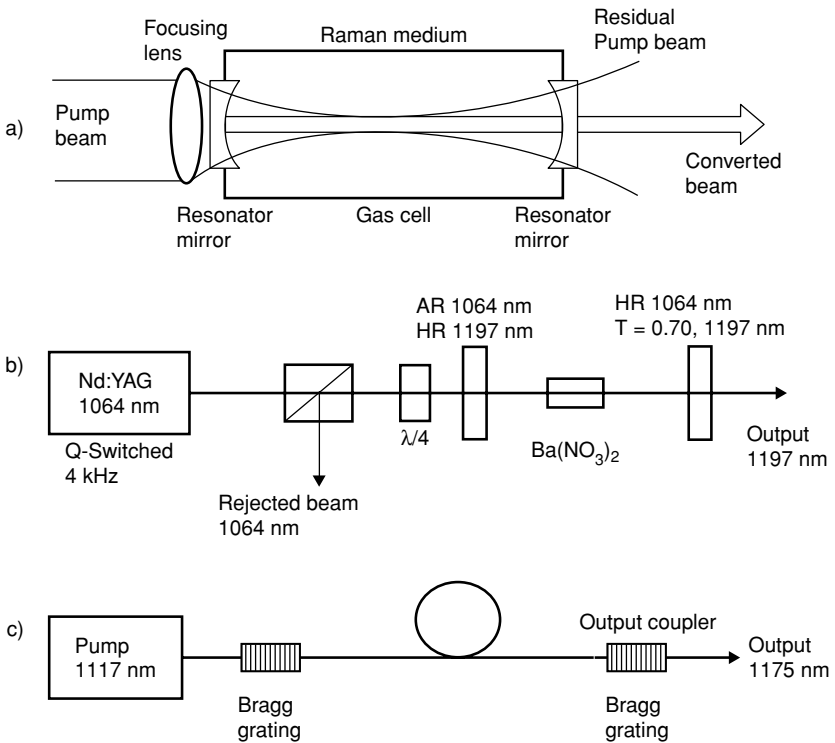 Focusing
lens
Raman medium
Residual
Pump beam
a)
Pump
beam
Converted
beam
Resonator
mirror
Gas cell
Resonator
mirror
b)
AR 1064 nm
HR 1197 nm
HR 1064 nm
T = 0.70, 1197 nm
Nd:YAG
1064 nm
Q-Switched
4 kHz
λ/4
Ba(NO3)2
Output
1197 nm
Rejected beam
1064 nm
c)
Pump
1117 nm
Output coupler
Output
1175 nm
Bragg
grating
Bragg
grating